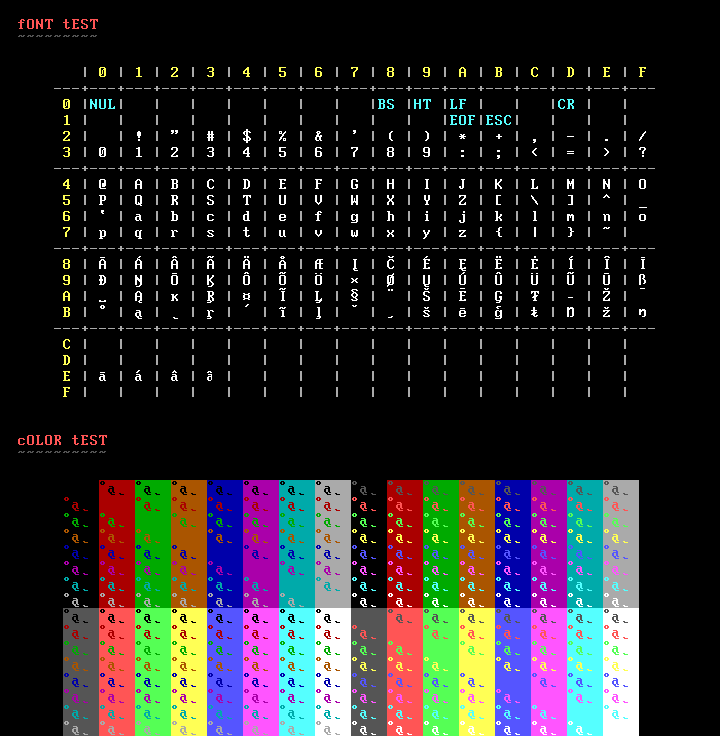 fONT tEST
~~~~~~~~~
| 0 | 1 | 2 | 3 | 4 | 5 | 6 | 7 | 8 | 9 | A | B | C | D | E | F
0 |NUL| | | | | | | | BS | HT | LF | | | CR | |
1 | | | | | | | | | | | EOF | ESC | | | |
2 | | ! | " | # | $ | % | & | ' | ( | ) | * | + | , | - | . | /
3 | 0 | 1 | 2 | 3 | 4 | 5 | 6 | 7 | 8 | 9 | : | ; | < | = | > | ?
4 | @ | A | B | C | D | E | F | G | H | I | J | K | L | M | N | O
5 | P | Q | R | S | T | U | V | W | X | Y | Z | [ | \ | ] | ^ | _
6 | ‛ | a | b | c | d | e | f | g | h | i | j | k | l | m | n | o
7 | p | q | r | s | t | u | v | w | x | y | z | { | | | } | ~ |
8 | Ā | Á | Â | Ã | Ä | Å | Æ | Į | Č | É | Ę | Ë | Ė | Í | Î | Ī
9 | Đ | Ņ | Ō | Ķ | Ô | Õ | Ö | × | Ø | Ų | Ú | Û | Ü | Ũ | Ū | ß
A | | Ą | ĸ | Ŗ | ¤ | Ĩ | Ļ | § | ¨ | Š | Ē | Ģ | Ŧ | - | Ž | ¯
B | ° | ą | ˛ | ŗ | ´ | ĩ | ļ | ˇ | ¸ | š | ē | ģ | ŧ | Ŋ | ž | ŋ
C
D
E | ā | á | â | ã
F
cOLOR tEST
~~~~~~~~~~